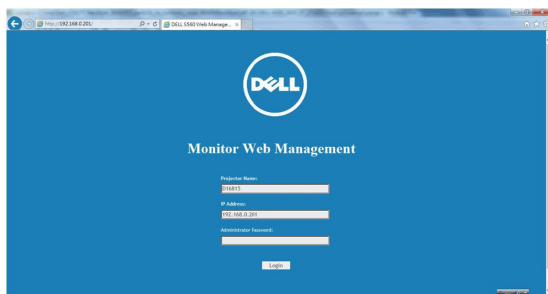 http://192.168.0.201/
DELL S560 Web Manage...
DELL
Monitor Web Management
Projector Name:
D16815
IP Address:
192.168.0.201
Administrator Password:
Login